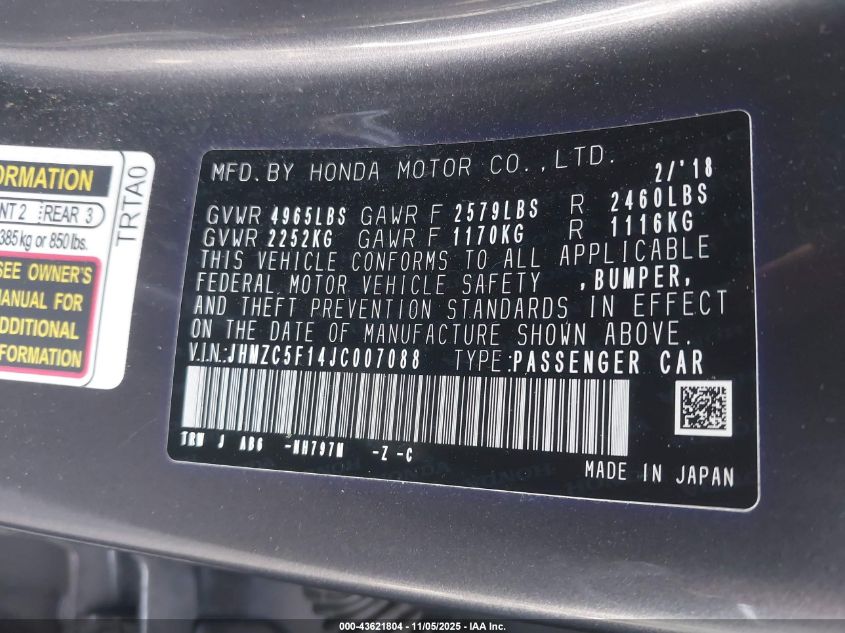 ORMATION
NT 2 REAR 3
385 kg or 850 lbs.
SEE OWNER'S
MANUAL FOR
ADDITIONAL
NFORMATION
TRTA0
MFD. BY HONDA MOTOR CO.,LTD. 2/'18
GVWR 4965LBS GAWR F 2579LBS R 2460LBS
GVWR 2252KG GAWR F 1170KG R 1116KG
THIS VEHICLE CONFORMS TO ALL APPLICABLE
FEDERAL MOTOR VEHICLE SAFETY ,BUMPER,
AND THEFT PREVENTION STANDARDS IN EFFECT
ON THE DATE OF MANUFACTURE SHOWN ABOVE.
V.I.N.:JHMZC5F14JC007088 TYPE:PASSENGER CAR
TRW J AB6 -NH797M -Z -C
MADE IN JAPAN
000-43621804 - 11/05/2025 - IAA Inc.